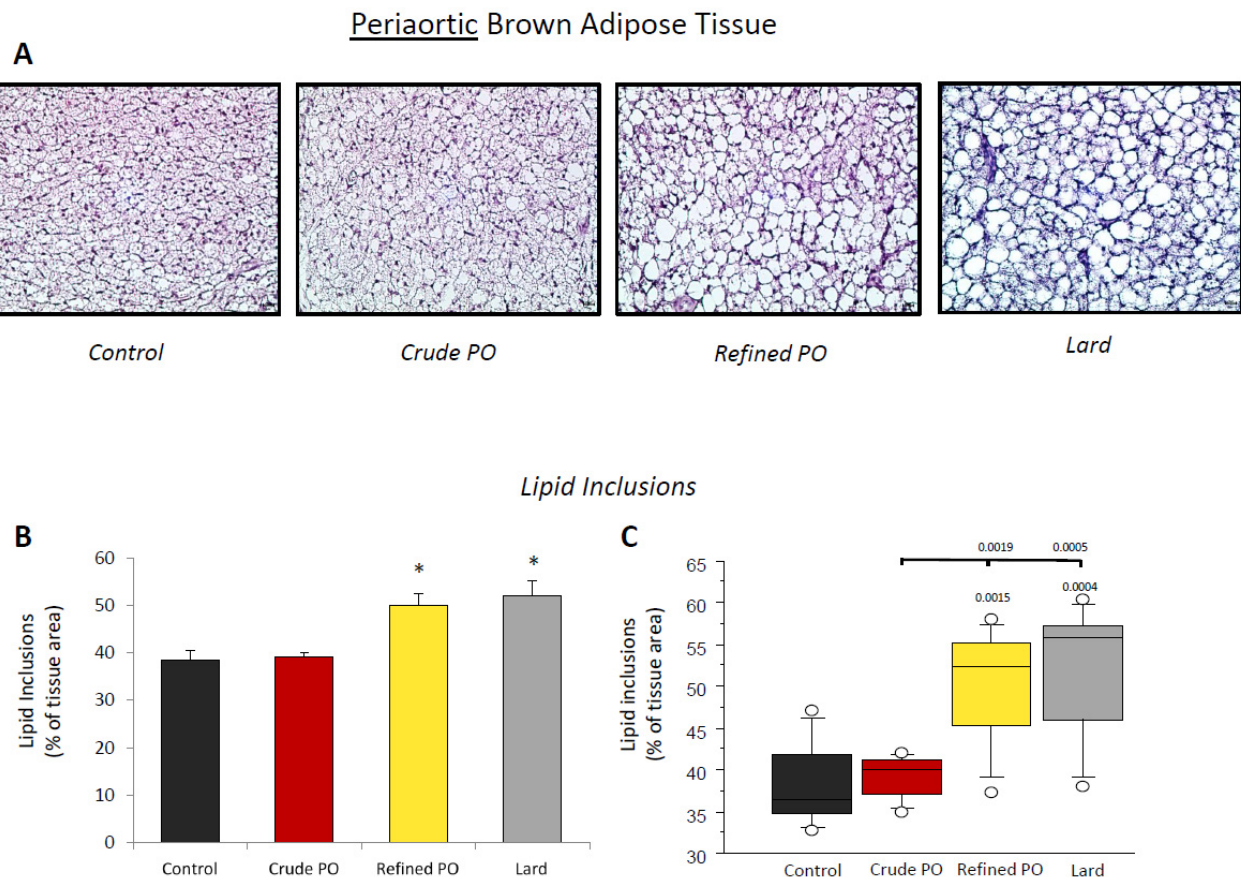 Periaortic Brown Adipose Tissue
A
Control
Crude PO
Refined PO
Lard
Lipid Inclusions
B
Lipid Inclusions
(% of tissue area)
60
50
40
30
20
10
0
*
*
Control
Crude PO
Refined PO
Lard
C
Lipid inclusions
(% of tissue area)
65
60
55
50
45
40
35
30
0.0019
0.0005
0.0015
0.0004
Control
Crude PO
Refined PO
Lard